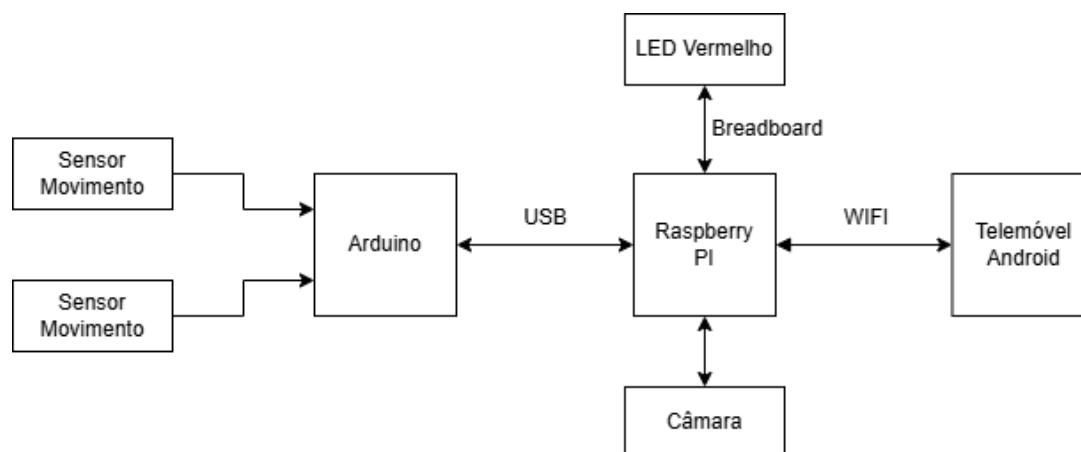 LED Vermelho
Breadboard
Sensor
Movimento
Arduino
USB
Raspberry
PI
WIFI
Telemóvel
Android
Sensor
Movimento
Câmara